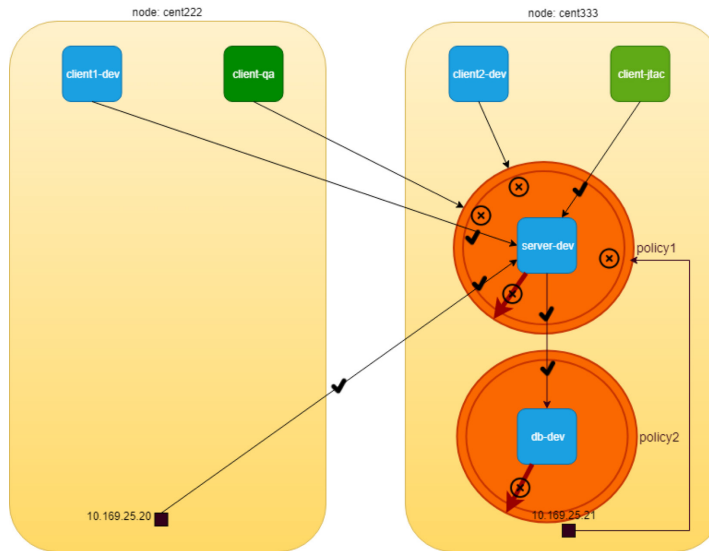 node: cent222
node: cent333
client1-dev
client-qa
client2-dev
client-jtac
server-dev
policy1
db-dev
policy2
10.169.25.20
10.169.25.21